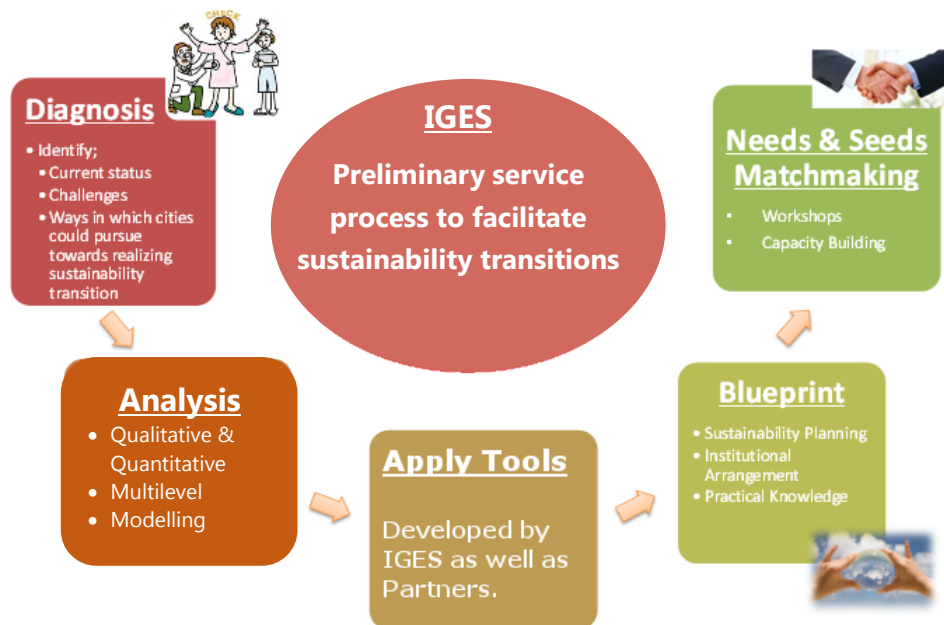 CHECK
Diagnosis
• Identify;
• Current status
• Challenges
• Ways in which cities
could pursue
towards realizing
sustainability
transition
IGES
Preliminary service
process to facilitate
sustainability transitions
Needs & Seeds
Matchmaking
▪ Workshops
▪ Capacity Building
Analysis
• Qualitative &
Quantitative
• Multilevel
• Modelling
Apply Tools
Developed by
IGES as well as
Partners.
Blueprint
• Sustainability Planning
• Institutional
Arrangement
• Practical Knowledge